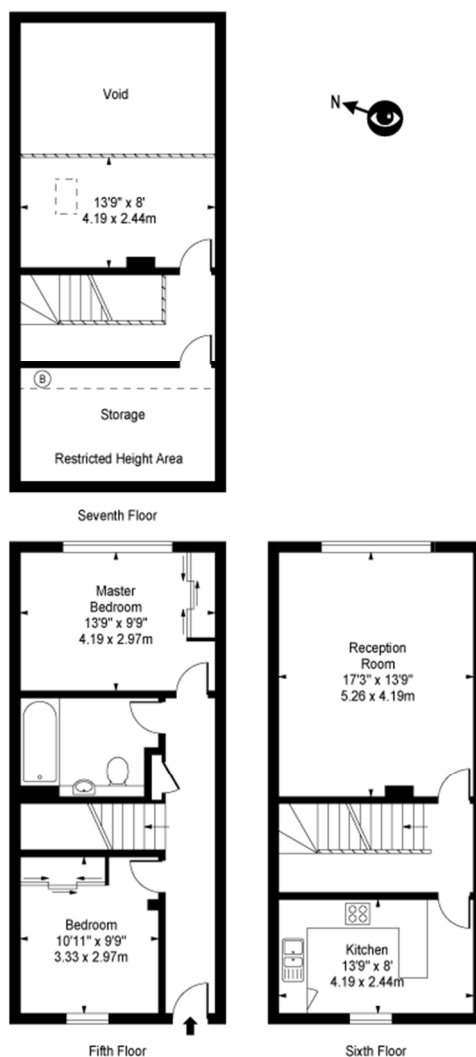 Void
N
13'9" x 8'
4.19 x 2.44m
B
Storage
Restricted Height Area
Seventh Floor
Master
Bedroom
13'9" x 9'9"
4.19 x 2.97m
Reception
Room
17'3" x 13'9"
5.26 x 4.19m
Bedroom
10'11" x 9'9"
3.33 x 2.97m
Kitchen
13'9" x 8'
4.19 x 2.44m
Fifth Floor
Sixth Floor